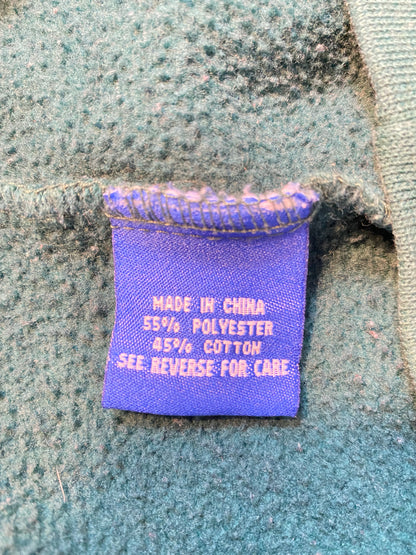 MADE IN CHINA
55% POLYESTER
45% COTTON
SEE REVERSE FOR CARE